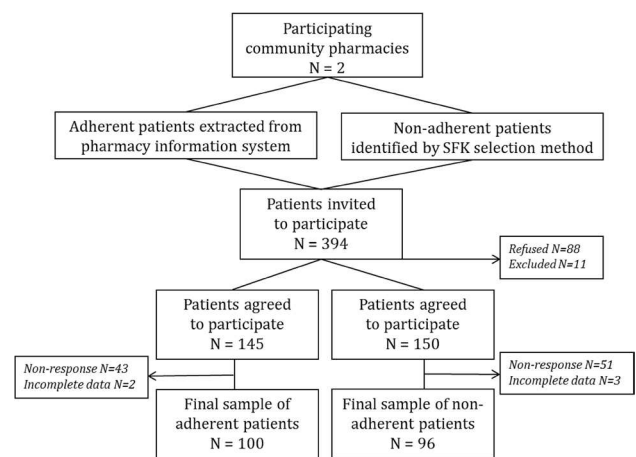 Participating
community pharmacies
N = 2
Adherent patients extracted from
pharmacy information system
Non-adherent patients
identified by SFK selection method
Patients invited
to participate
N = 394
Refused N=88
Excluded N=11
Patients agreed
to participate
N = 145
Patients agreed
to participate
N = 150
Non-response N=43
Incomplete data N=2
Non-response N=51
Incomplete data N=3
Final sample of
adherent patients
N = 100
Final sample of non-
adherent patients
N = 96